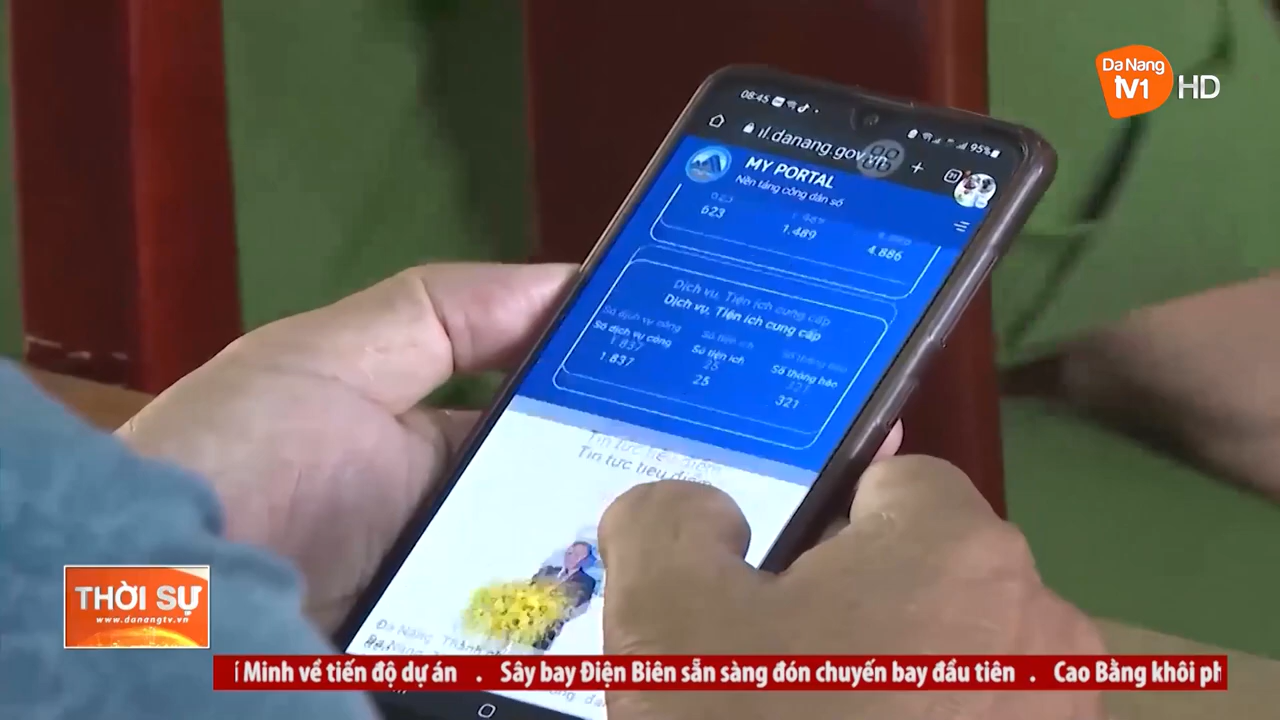 Da Nang
tv1 HD
08:45
95%
il.danang.gov.vn
MY PORTAL
Nền tảng công dân số
623
1.489
4.886
Dịch vụ, Tiện ích cung cấp
Số dịch vụ công
Số tiện ích
Số thông báo
1.837
25
321
Tin tức tiêu điểm
THỜI SỰ
www.danangtv.vn
í Minh về tiến độ dự án . Sây bay Điện Biên sẵn sàng đón chuyến bay đầu tiên . Cao Bằng khôi ph